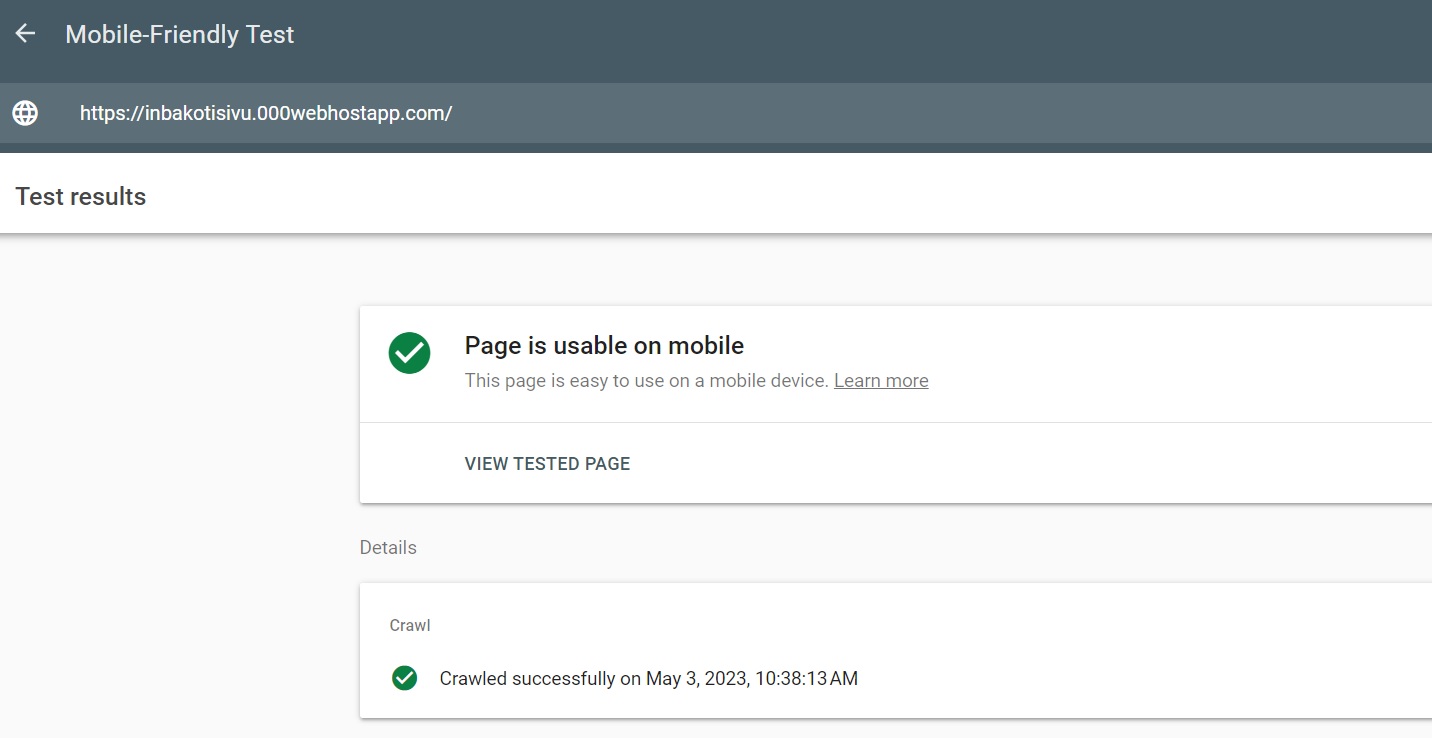 Mobile-Friendly Test
https://inbakotisivu.000webhostapp.com/
Test results
Page is usable on mobile
This page is easy to use on a mobile device. Learn more
VIEW TESTED PAGE
Details
Crawl
Crawled successfully on May 3, 2023, 10:38:13 AM